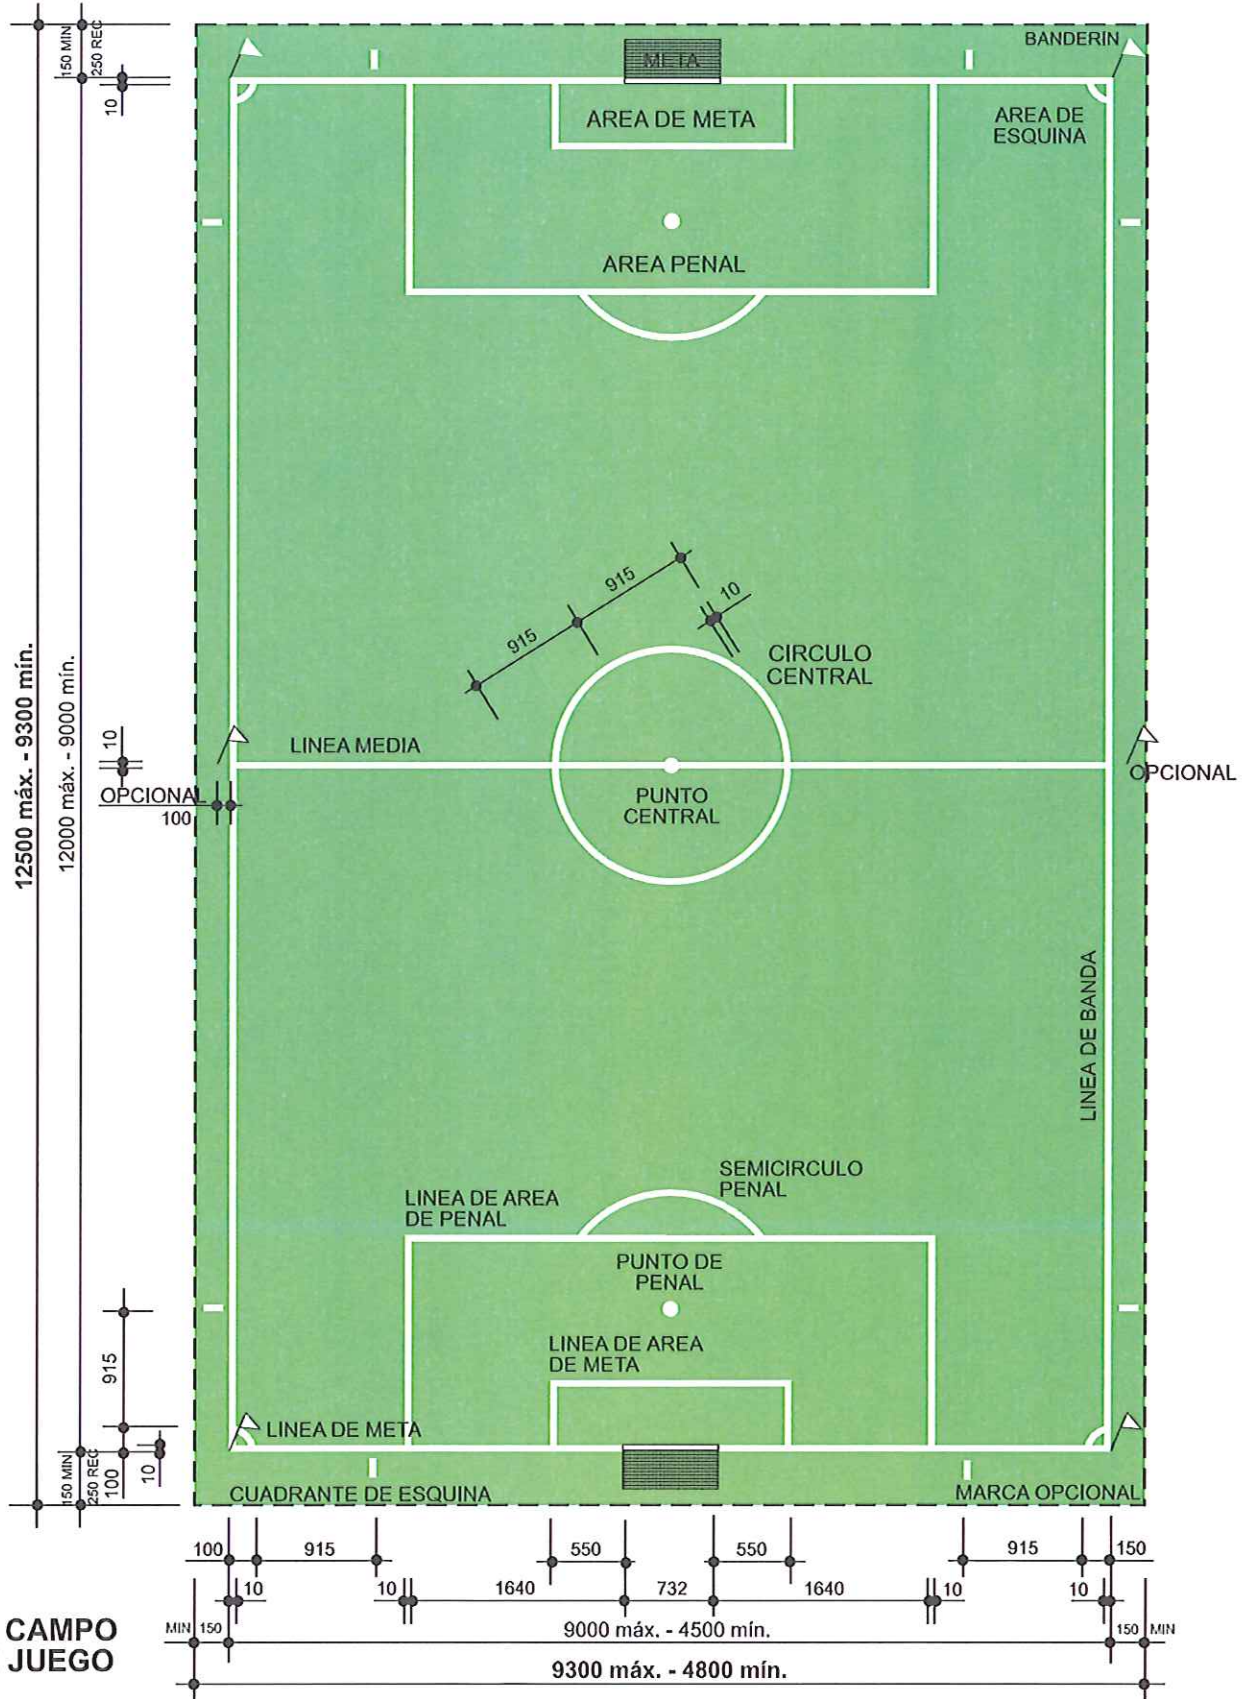 150 MIN
250 REC
10
BANDERIN
META
AREA DE META
AREA DE
ESQUINA
AREA PENAL
915
915
10
CIRCULO
CENTRAL
12500 máx. - 9300 mín.
12000 máx. - 9000 mín.
10
LINEA MEDIA
OPCIONAL
100
OPCIONAL
PUNTO
CENTRAL
LINEA DE BANDA
SEMICIRCULO
PENAL
LINEA DE AREA
DE PENAL
PUNTO DE
PENAL
LINEA DE AREA
DE META
915
LINEA DE META
150 MIN
250 REC
100
10
CUADRANTE DE ESQUINA
MARCA OPCIONAL
100 915 550 550 915 150
10 10 1640 732 1640 10 10
CAMPO
JUEGO
MIN 150 9000 máx. - 4500 mín. 150 MIN
9300 máx. - 4800 mín.